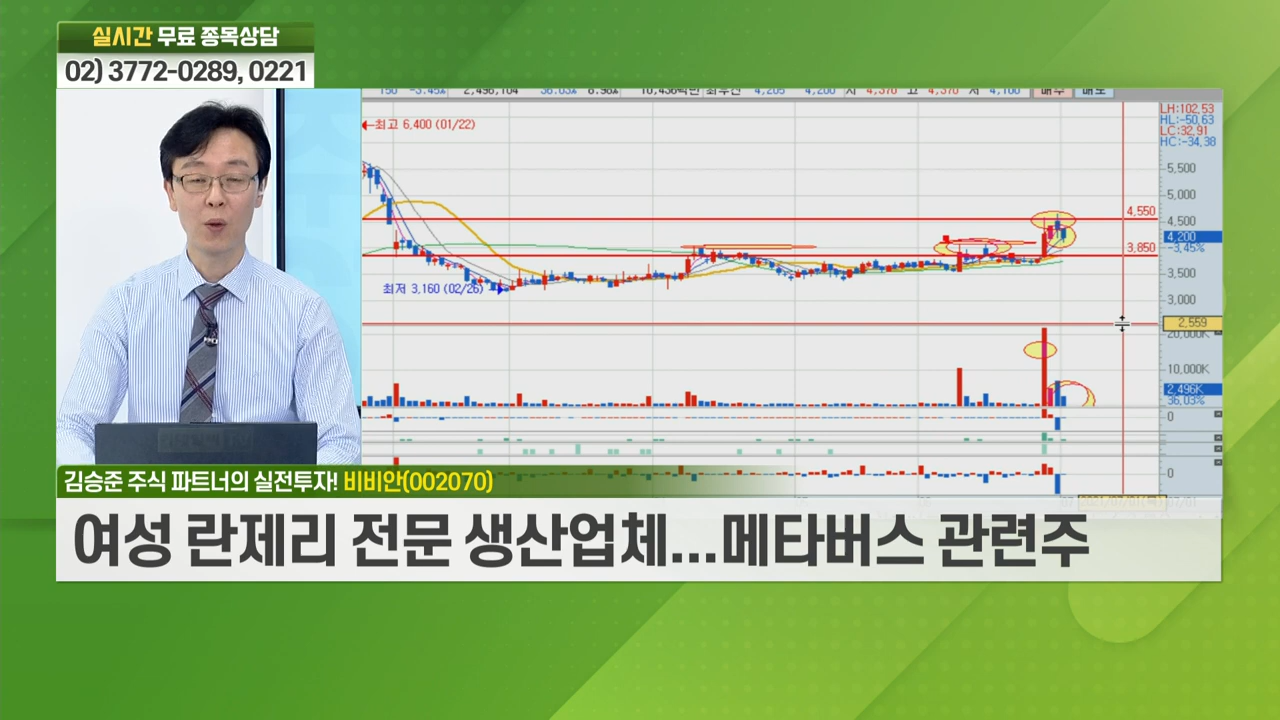 실시간 무료 종목상담
02) 3772-0289, 0221
최고 6,400 (01/22)
LH:102,53
HL:-50,63
LC:32,91
HC:-34,38
5,500
5,000
4,550
4,500
4,200
-3,45%
3,850
3,500
최저 3,160 (02/26)
3,000
2,559
20,000K
10,000K
2,496K
36,03%
0
0
김승준 주식 파트너의 실전투자! 비비안(002070)
여성 란제리 전문 생산업체...메타버스 관련주